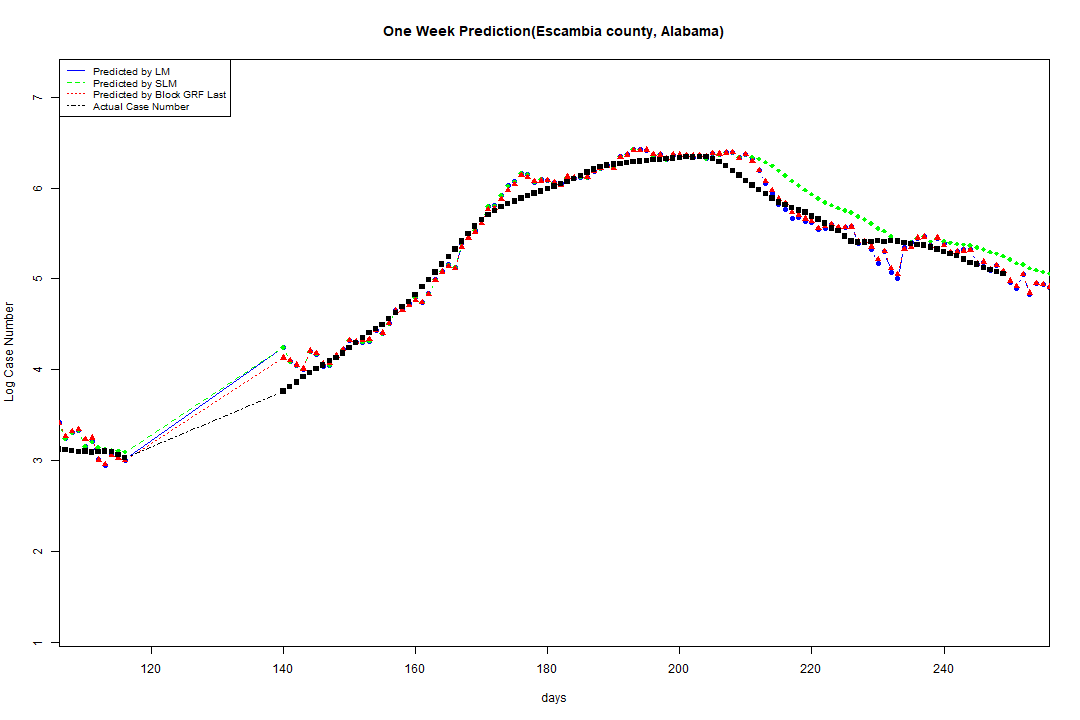 One Week Prediction(Escambia county, Alabama)
Predicted by LM
Predicted by SLM
Predicted by Block GRF Last
Actual Case Number
7
6
5
4
3
2
1
Log Case Number
120 140 160 180 200 220 240
days